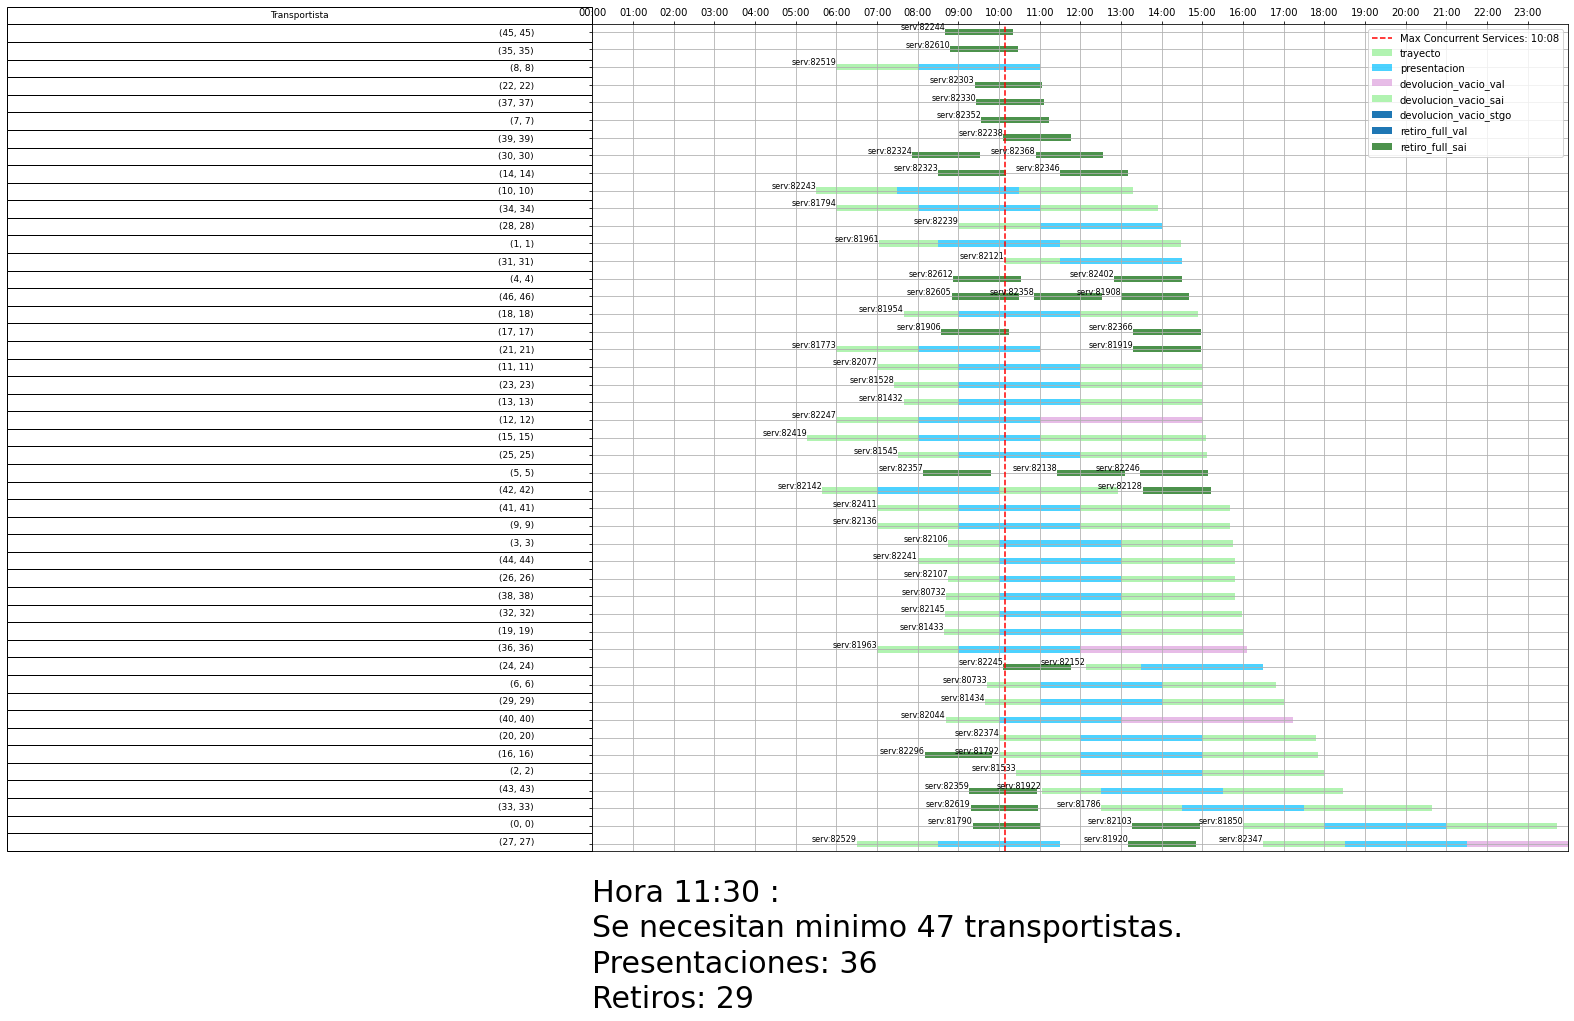 Transportista
00:00 01:00 02:00 03:00 04:00 05:00 06:00 07:00 08:00 09:00 10:00 11:00 12:00 13:00 14:00 15:00 16:00 17:00 18:00 19:00 20:00 21:00 22:00 23:00
Max Concurrent Services: 10:08
trayecto
presentacion
devolucion_vacio_val
devolucion_vacio_sai
devolucion_vacio_stgo
retiro_full_val
retiro_full_sai
(45, 45) serv:82244
(35, 35) serv:82610
(8, 8) serv:82519
(22, 22) serv:82303
(37, 37) serv:82330
(7, 7) serv:82352
(39, 39) serv:82238
(30, 30) serv:82324 serv:82368
(14, 14) serv:82323 serv:82346
(10, 10) serv:82243
(34, 34) serv:81794
(28, 28) serv:82239
(1, 1) serv:81961
(31, 31) serv:82121
(4, 4) serv:82612 serv:82402
(46, 46) serv:82605 serv:82358 serv:81908
(18, 18) serv:81954
(17, 17) serv:81906 serv:82366
(21, 21) serv:81773 serv:81919
(11, 11) serv:82077
(23, 23) serv:81528
(13, 13) serv:81432
(12, 12) serv:82247
(15, 15) serv:82419
(25, 25) serv:81545
(5, 5) serv:82357 serv:82138 serv:82246
(42, 42) serv:82142 serv:82128
(41, 41) serv:82411
(9, 9) serv:82136
(3, 3) serv:82106
(44, 44) serv:82241
(26, 26) serv:82107
(38, 38) serv:80732
(32, 32) serv:82145
(19, 19) serv:81433
(36, 36) serv:81963
(24, 24) serv:82245 serv:82152
(6, 6) serv:80733
(29, 29) serv:81434
(40, 40) serv:82044
(20, 20) serv:82374
(16, 16) serv:82296 serv:81792
(2, 2) serv:81533
(43, 43) serv:82359 serv:81922
(33, 33) serv:82619 serv:81786
(0, 0) serv:81790 serv:82103 serv:81850
(27, 27) serv:82529 serv:81920 serv:82347
Hora 11:30 :
Se necesitan minimo 47 transportistas.
Presentaciones: 36
Retiros: 29